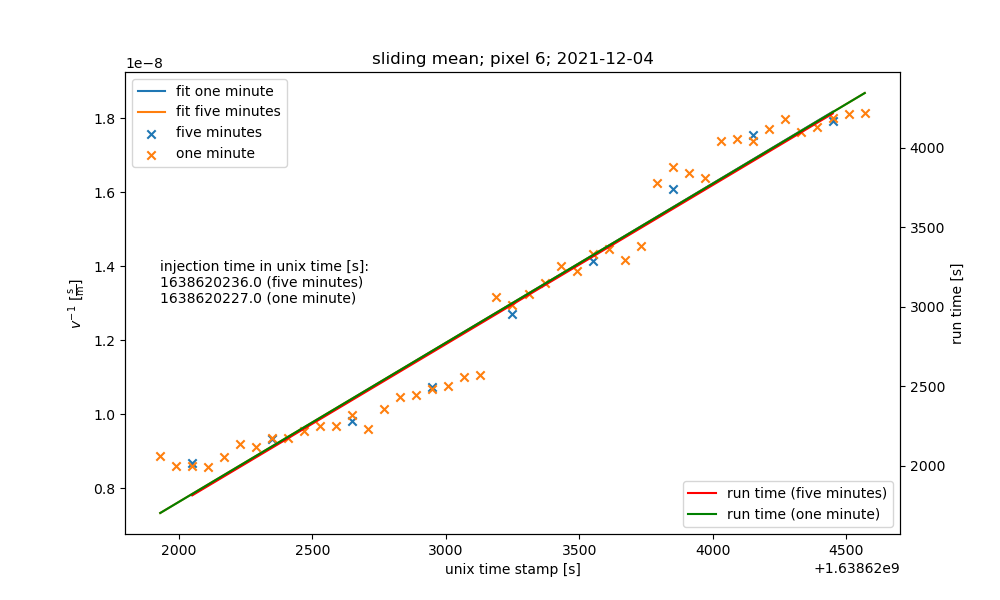 sliding mean; pixel 6; 2021-12-04
1e−8
fit one minute
fit five minutes
five minutes
one minute
injection time in unix time [s]:
1638620236.0 (five minutes)
1638620227.0 (one minute)
run time (five minutes)
run time (one minute)
1.8
1.6
1.4
1.2
1.0
0.8
v⁻¹ [s/m]
4000
3500
3000
2500
2000
run time [s]
2000 2500 3000 3500 4000 4500
unix time stamp [s]
+1.63862e9